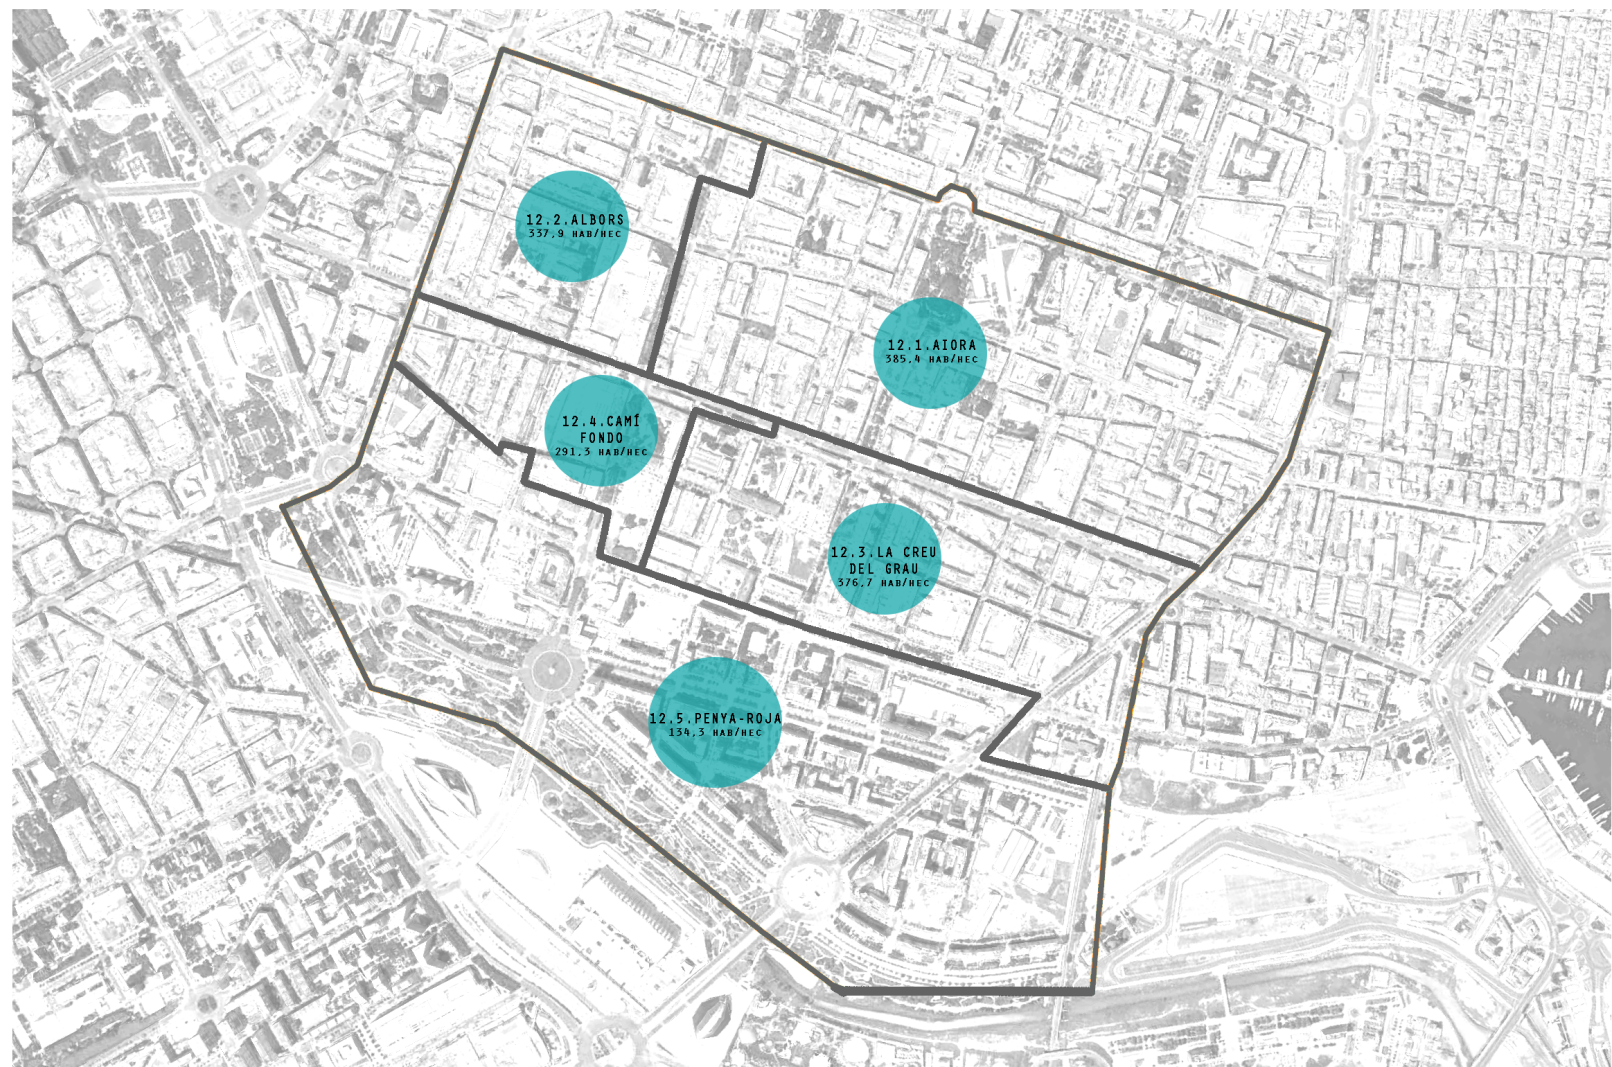 12.2.ALBORS
337,9 HAB/HEC
12.1.AIORA
385,4 HAB/HEC
12.4.CAMÍ
FONDO
291,3 HAB/HEC
12.3.LA CREU
DEL GRAU
376,7 HAB/HEC
12.5.PENYA-ROJA
134,3 HAB/HEC